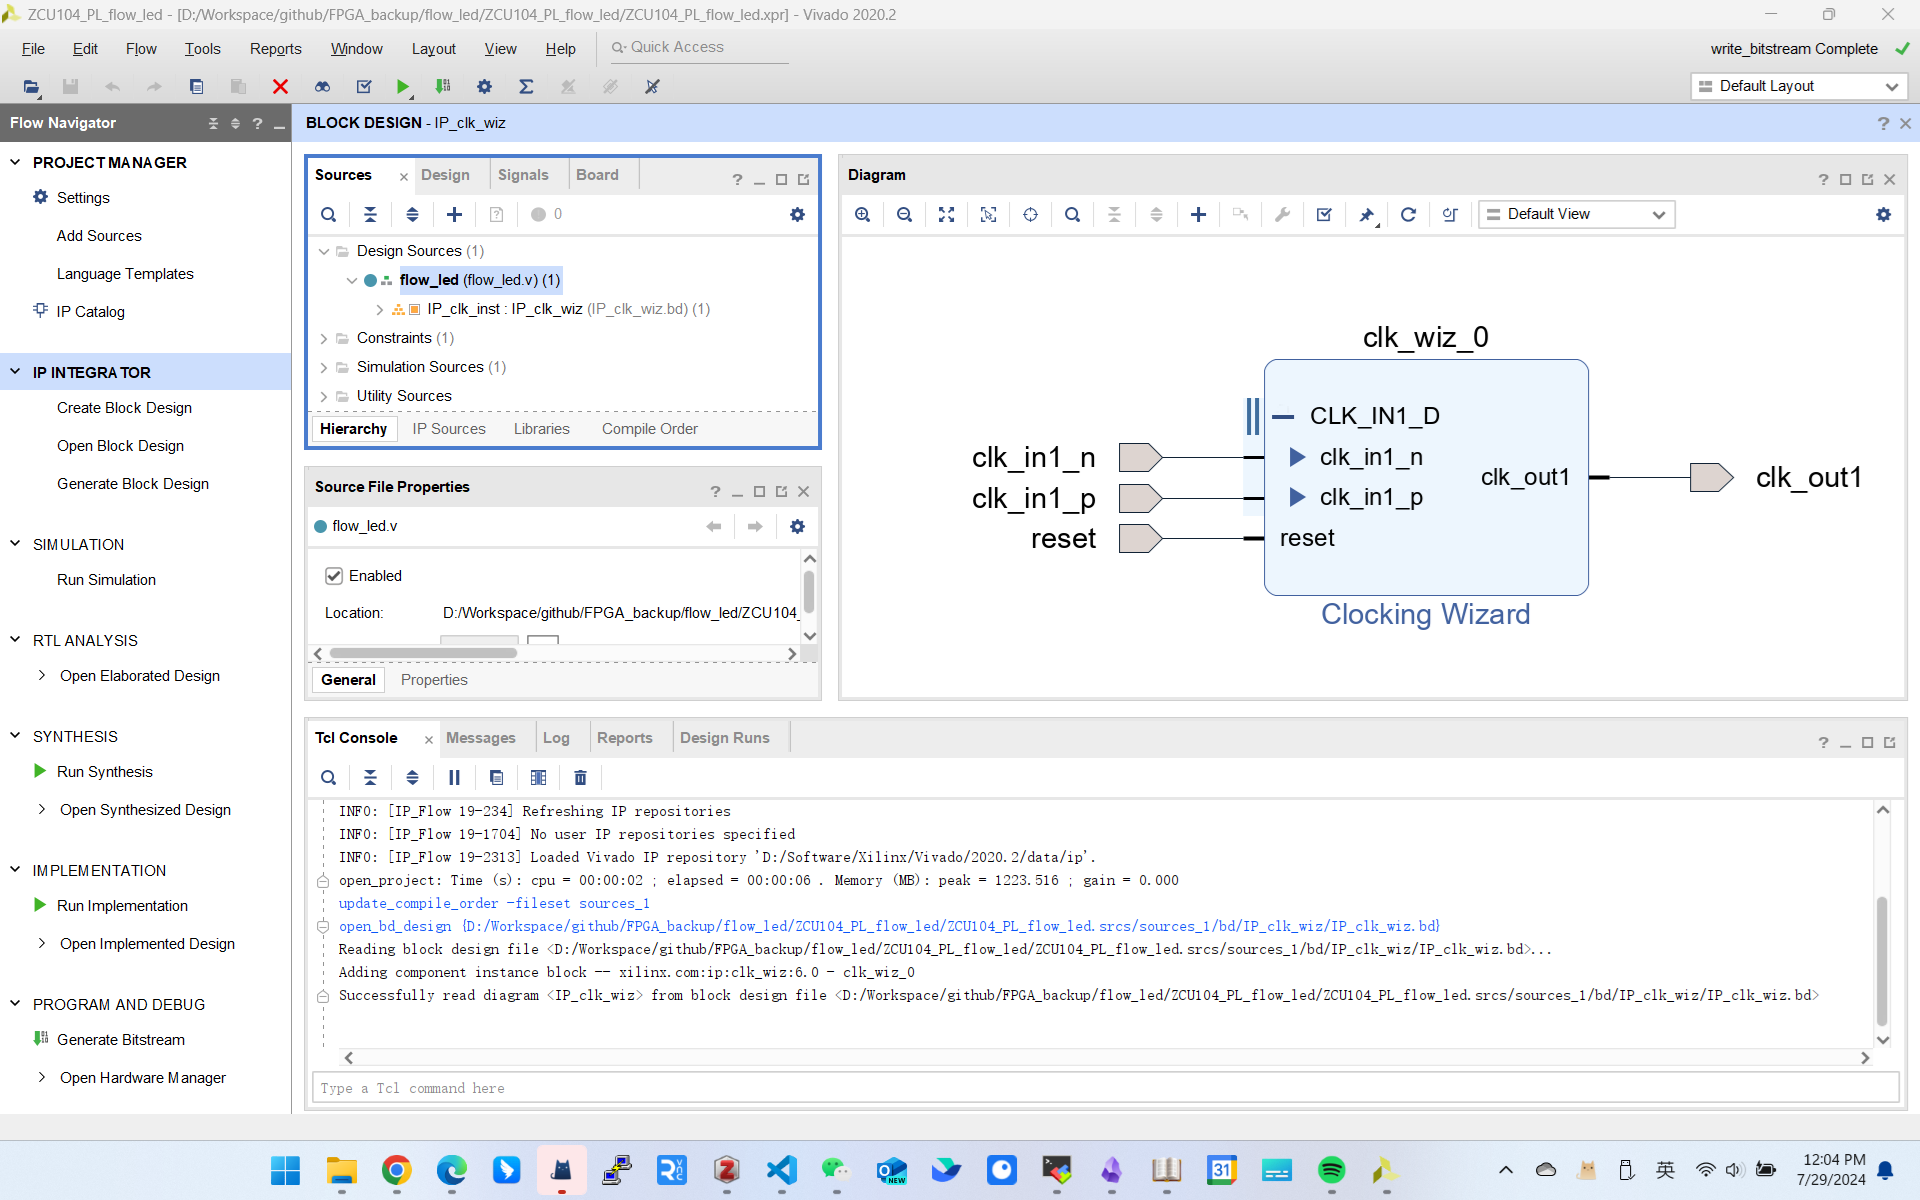 ZCU104_PL_flow_led - [D:/Workspace/github/FPGA_backup/flow_led/ZCU104_PL_flow_led/ZCU104_PL_flow_led.xpr] - Vivado 2020.2
File Edit Flow Tools Reports Window Layout View Help Quick Access
write_bitstream Complete
Default Layout
Flow Navigator
PROJECT MANAGER
Settings
Add Sources
Language Templates
IP Catalog
IP INTEGRATOR
Create Block Design
Open Block Design
Generate Block Design
SIMULATION
Run Simulation
RTL ANALYSIS
Open Elaborated Design
SYNTHESIS
Run Synthesis
Open Synthesized Design
IMPLEMENTATION
Run Implementation
Open Implemented Design
PROGRAM AND DEBUG
Generate Bitstream
Open Hardware Manager
BLOCK DESIGN - IP_clk_wiz
Sources Design Signals Board
0
Design Sources (1)
flow_led (flow_led.v) (1)
IP_clk_inst : IP_clk_wiz (IP_clk_wiz.bd) (1)
Constraints (1)
Simulation Sources (1)
Utility Sources
Hierarchy IP Sources Libraries Compile Order
Source File Properties
flow_led.v
Enabled
Location: D:/Workspace/github/FPGA_backup/flow_led/ZCU104_
General Properties
Diagram
Default View
clk_wiz_0
CLK_IN1_D
clk_in1_n clk_in1_n
clk_out1 clk_out1
clk_in1_p clk_in1_p
reset reset
Clocking Wizard
Tcl Console Messages Log Reports Design Runs
INFO: [IP_Flow 19-234] Refreshing IP repositories
INFO: [IP_Flow 19-1704] No user IP repositories specified
INFO: [IP_Flow 19-2313] Loaded Vivado IP repository 'D:/Software/Xilinx/Vivado/2020.2/data/ip'.
open_project: Time (s): cpu = 00:00:02 ; elapsed = 00:00:06 . Memory (MB): peak = 1223.516 ; gain = 0.000
update_compile_order -fileset sources_1
open_bd_design {D:/Workspace/github/FPGA_backup/flow_led/ZCU104_PL_flow_led/ZCU104_PL_flow_led.srcs/sources_1/bd/IP_clk_wiz/IP_clk_wiz.bd}
Reading block design file <D:/Workspace/github/FPGA_backup/flow_led/ZCU104_PL_flow_led/ZCU104_PL_flow_led.srcs/sources_1/bd/IP_clk_wiz/IP_clk_wiz.bd>...
Adding component instance block -- xilinx.com:ip:clk_wiz:6.0 - clk_wiz_0
Successfully read diagram <IP_clk_wiz> from block design file <D:/Workspace/github/FPGA_backup/flow_led/ZCU104_PL_flow_led/ZCU104_PL_flow_led.srcs/sources_1/bd/IP_clk_wiz/IP_clk_wiz.bd>
Type a Tcl command here
NEW
31
英
12:04 PM
7/29/2024